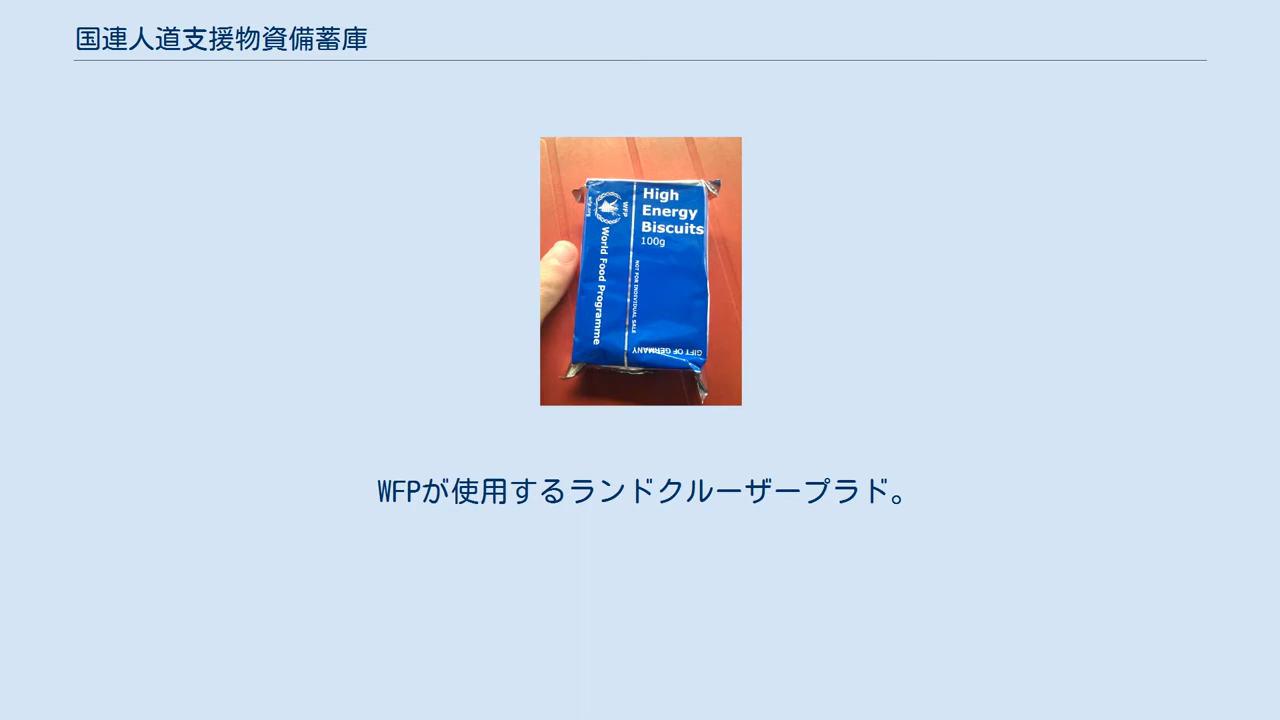 国連人道支援物資備蓄庫
High
Energy
Biscuits
100g
WFP
wfp.org
World Food Programme
NOT FOR INDIVIDUAL SALE
GIFT OF GERMANY
WFPが使用するランドクルーザープラド。